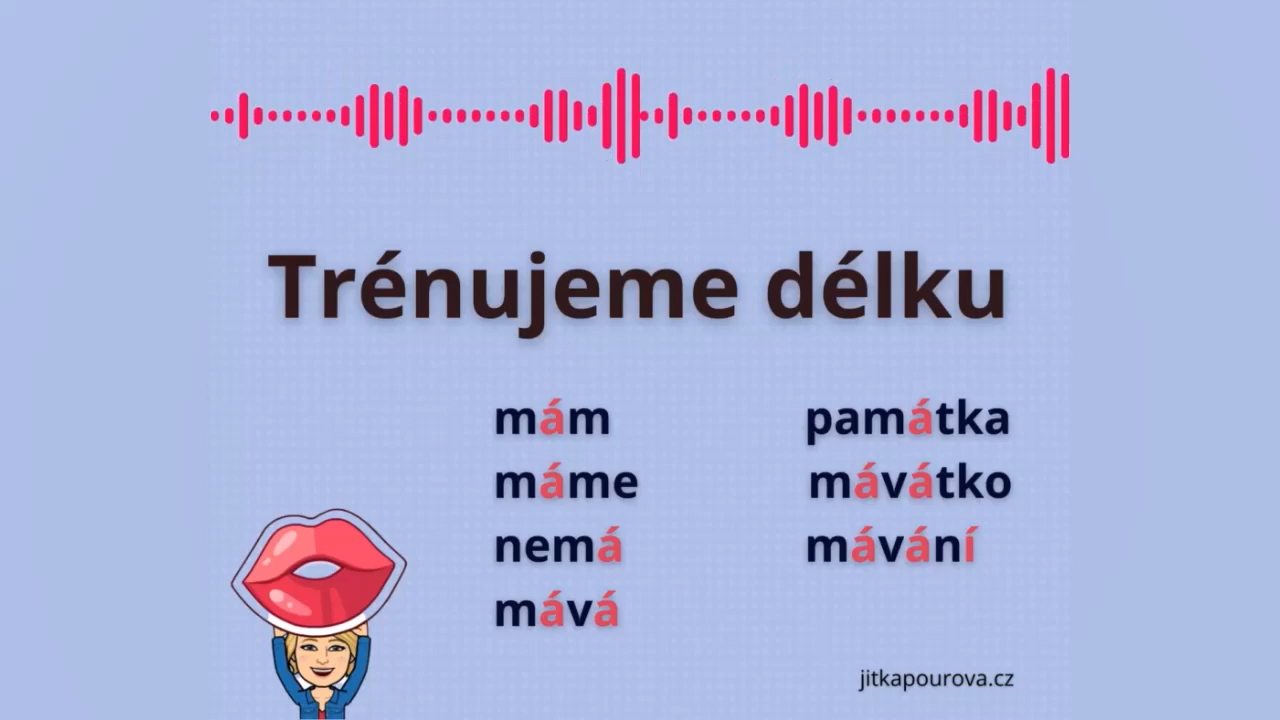 Trénujeme délku
mám
máme
nemá
mává
památka
mávátko
mávání
jitkapourova.cz